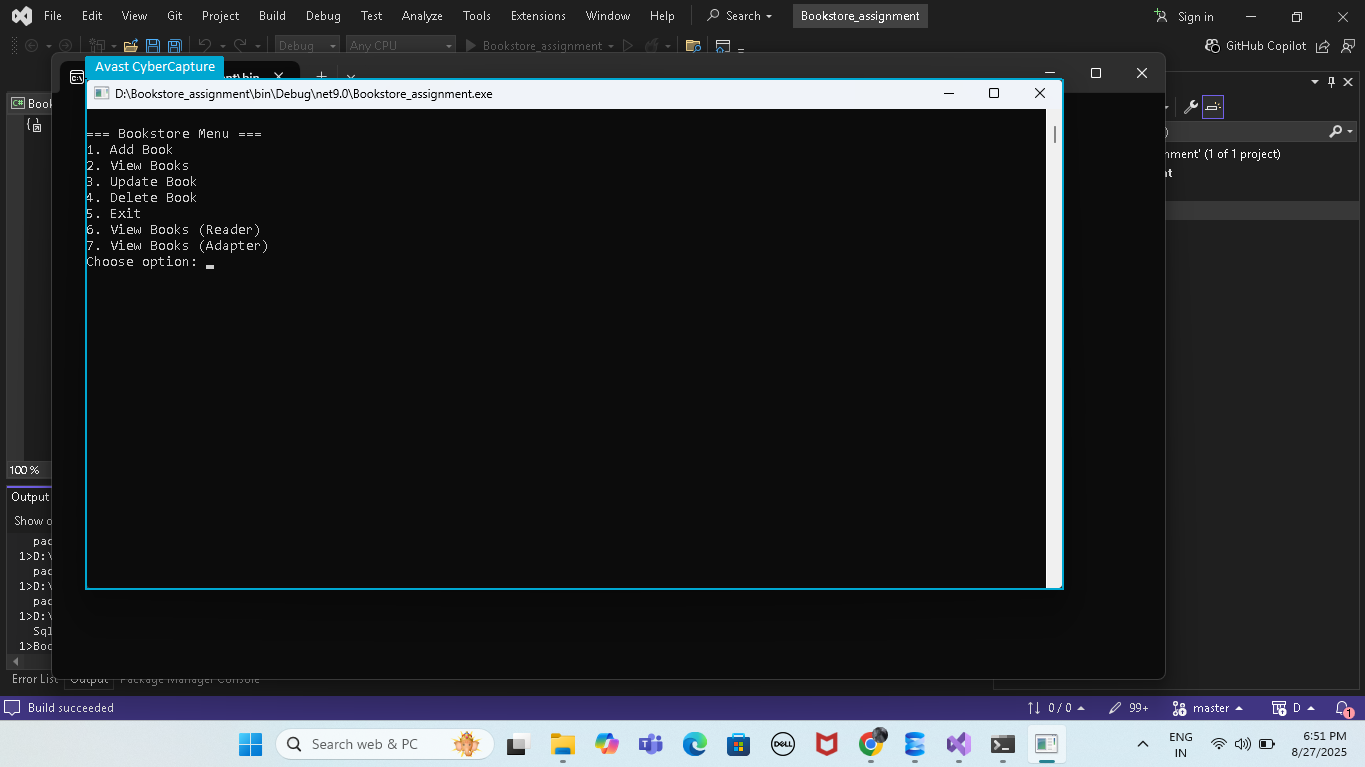 File Edit View Git Project Build Debug Test Analyze Tools Extensions Window Help Search Bookstore_assignment Sign in
Debug Any CPU Bookstore_assignment GitHub Copilot
Avast CyberCapture
D:\Bookstore_assignment\bin\Debug\net9.0\Bookstore_assignment.exe
=== Bookstore Menu ===
1. Add Book
2. View Books
3. Update Book
4. Delete Book
5. Exit
6. View Books (Reader)
7. View Books (Adapter)
Choose option:
C# Book
ment' (1 of 1 project)
100 %
Output
Show o
pac
1>D:\
pac
1>D:\
pac
1>D:\
Sql
1>Boo
Error List Output Package Manager Console
Build succeeded 0 / 0 99+ master D 1
Search web & PC DELL ENG 6:51 PM
IN 8/27/2025